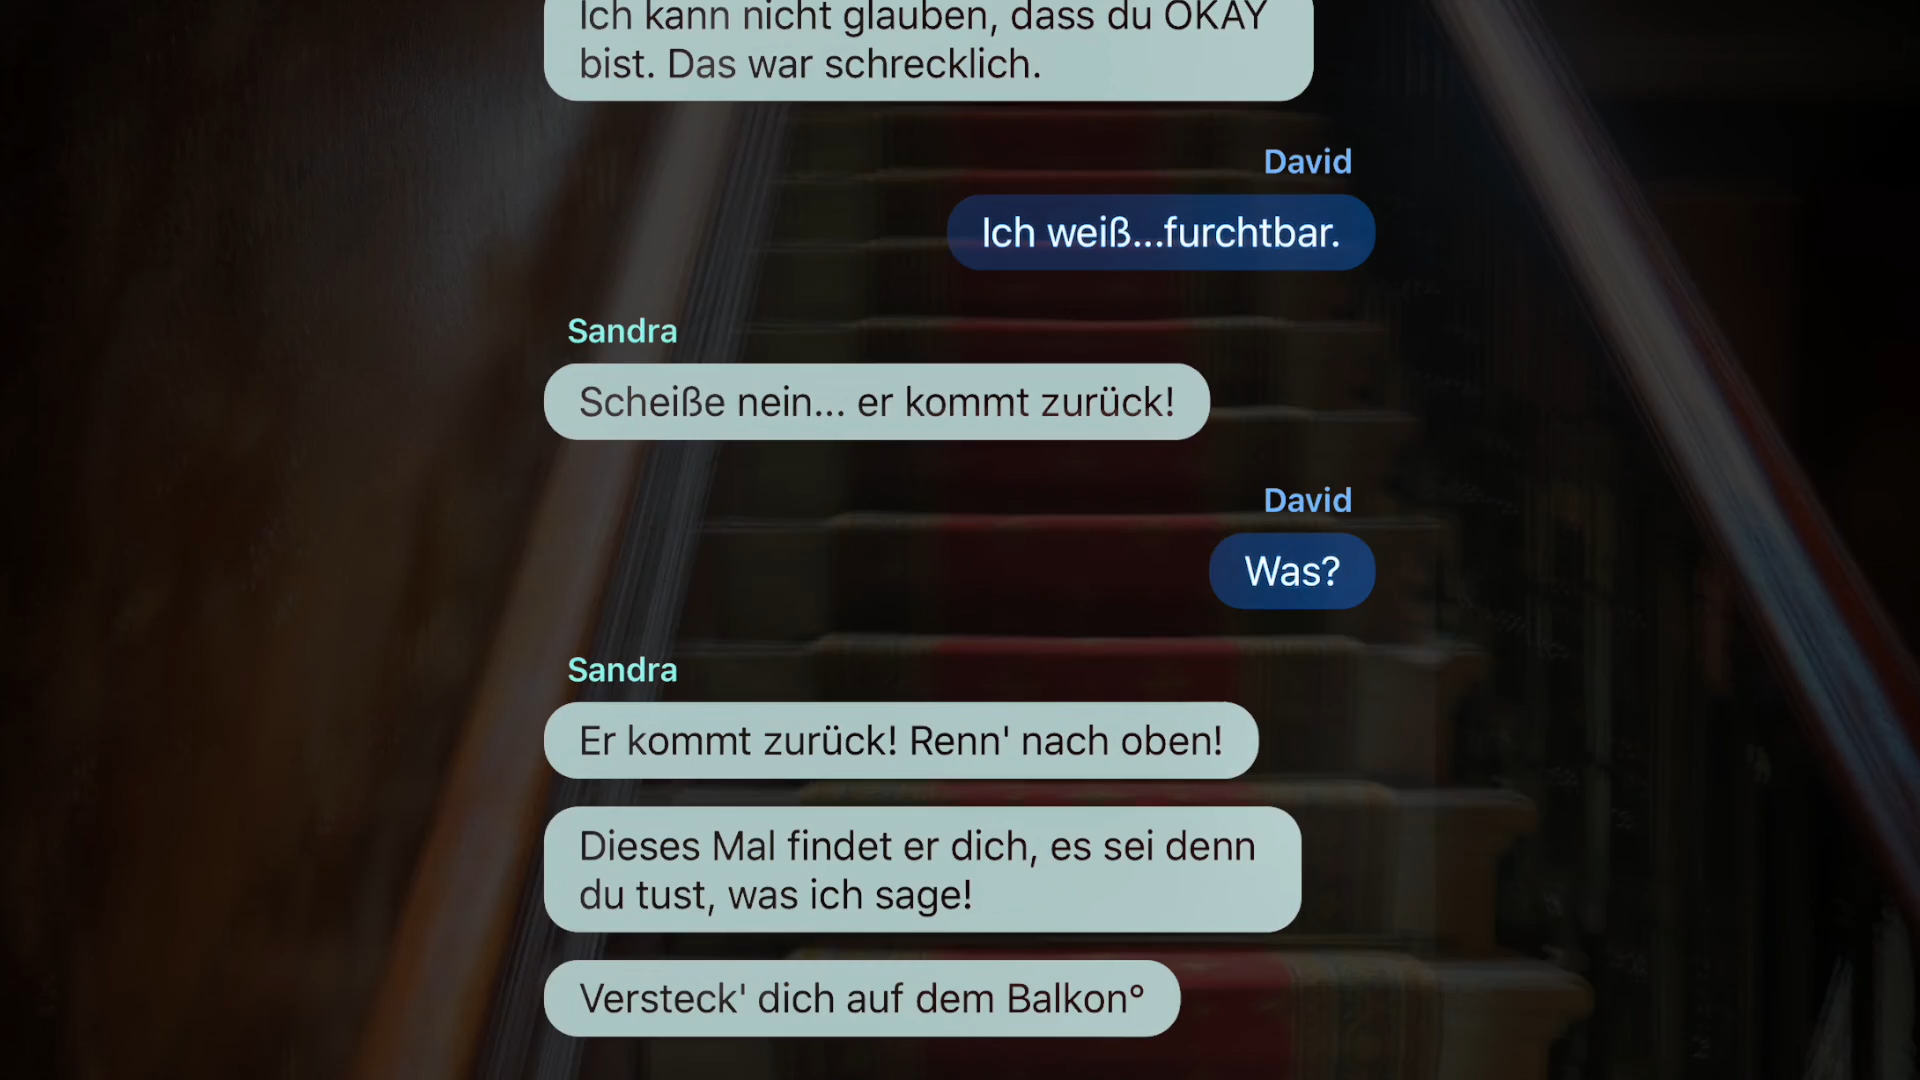 Ich kann nicht glauben, dass du OKAY
bist. Das war schrecklich.
David
Ich weiß...furchtbar.
Sandra
Scheiße nein... er kommt zurück!
David
Was?
Sandra
Er kommt zurück! Renn' nach oben!
Dieses Mal findet er dich, es sei denn
du tust, was ich sage!
Versteck' dich auf dem Balkon°